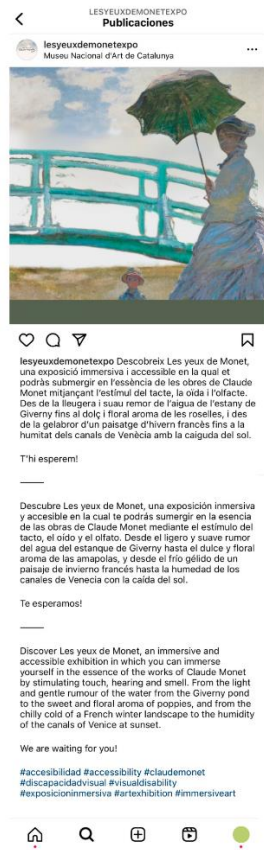 LESYEUXDEMONETEXPO
Publicaciones
lesyeuxdemonetexpo
Museu Nacional d'Art de Catalunya
lesyeuxdemonetexpo Descobreix Les yeux de Monet,
una exposició immersiva i accessible en la qual et
podràs submergir en l'essència de les obres de Claude
Monet mitjançant l'estímul del tacte, la oïda i l'olfacte.
Des de la lleugera i suau remor de l'aigua de l'estany de
Giverny fins al dolç i floral aroma de les roselles, i des
de la gelabror d'un paisatge d'hivern francès fins a la
humitat dels canals de Venècia amb la caiguda del sol.
T'hi esperem!
Descubre Les yeux de Monet, una exposición inmersiva
y accesible en la cual te podrás sumergir en la esencia
de las obras de Claude Monet mediante el estímulo del
tacto, el oído y el olfato. Desde el ligero y suave rumor
del agua del estanque de Giverny hasta el dulce y floral
aroma de las amapolas, y desde el frío gélido de un
paisaje de invierno francés hasta la humedad de los
canales de Venecia con la caída del sol.
Te esperamos!
Discover Les yeux de Monet, an immersive and
accessible exhibition in which you can immerse
yourself in the essence of the works of Claude Monet
by stimulating touch, hearing and smell. From the light
and gentle rumour of the water from the Giverny pond
to the sweet and floral aroma of poppies, and from the
chilly cold of a French winter landscape to the humidity
of the canals of Venice at sunset.
We are waiting for you!
#accesibilidad #accessibility #claudemonet
#discapacidadvisual #visualdisability
#exposicioninmersiva #artexhibition #immersiveart